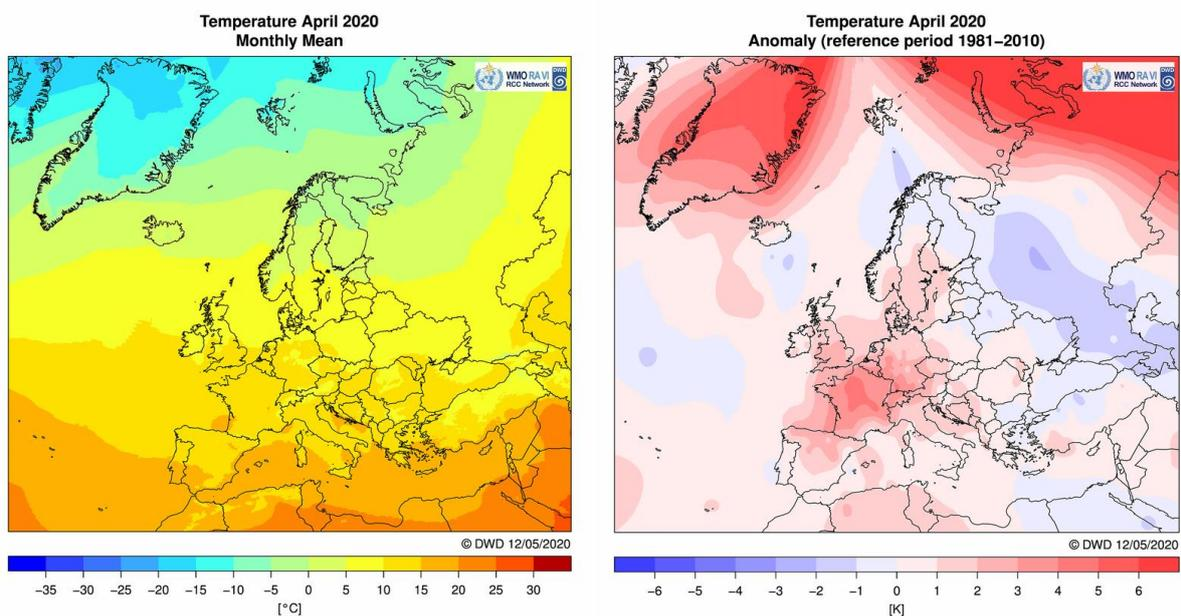 Temperature April 2020
Monthly Mean
WMO RA VI
RCC Network
DWD
© DWD 12/05/2020
−35 −30 −25 −20 −15 −10 −5 0 5 10 15 20 25 30
[°C]
Temperature April 2020
Anomaly (reference period 1981−2010)
WMO RA VI
RCC Network
DWD
© DWD 12/05/2020
−6 −5 −4 −3 −2 −1 0 1 2 3 4 5 6
[K]